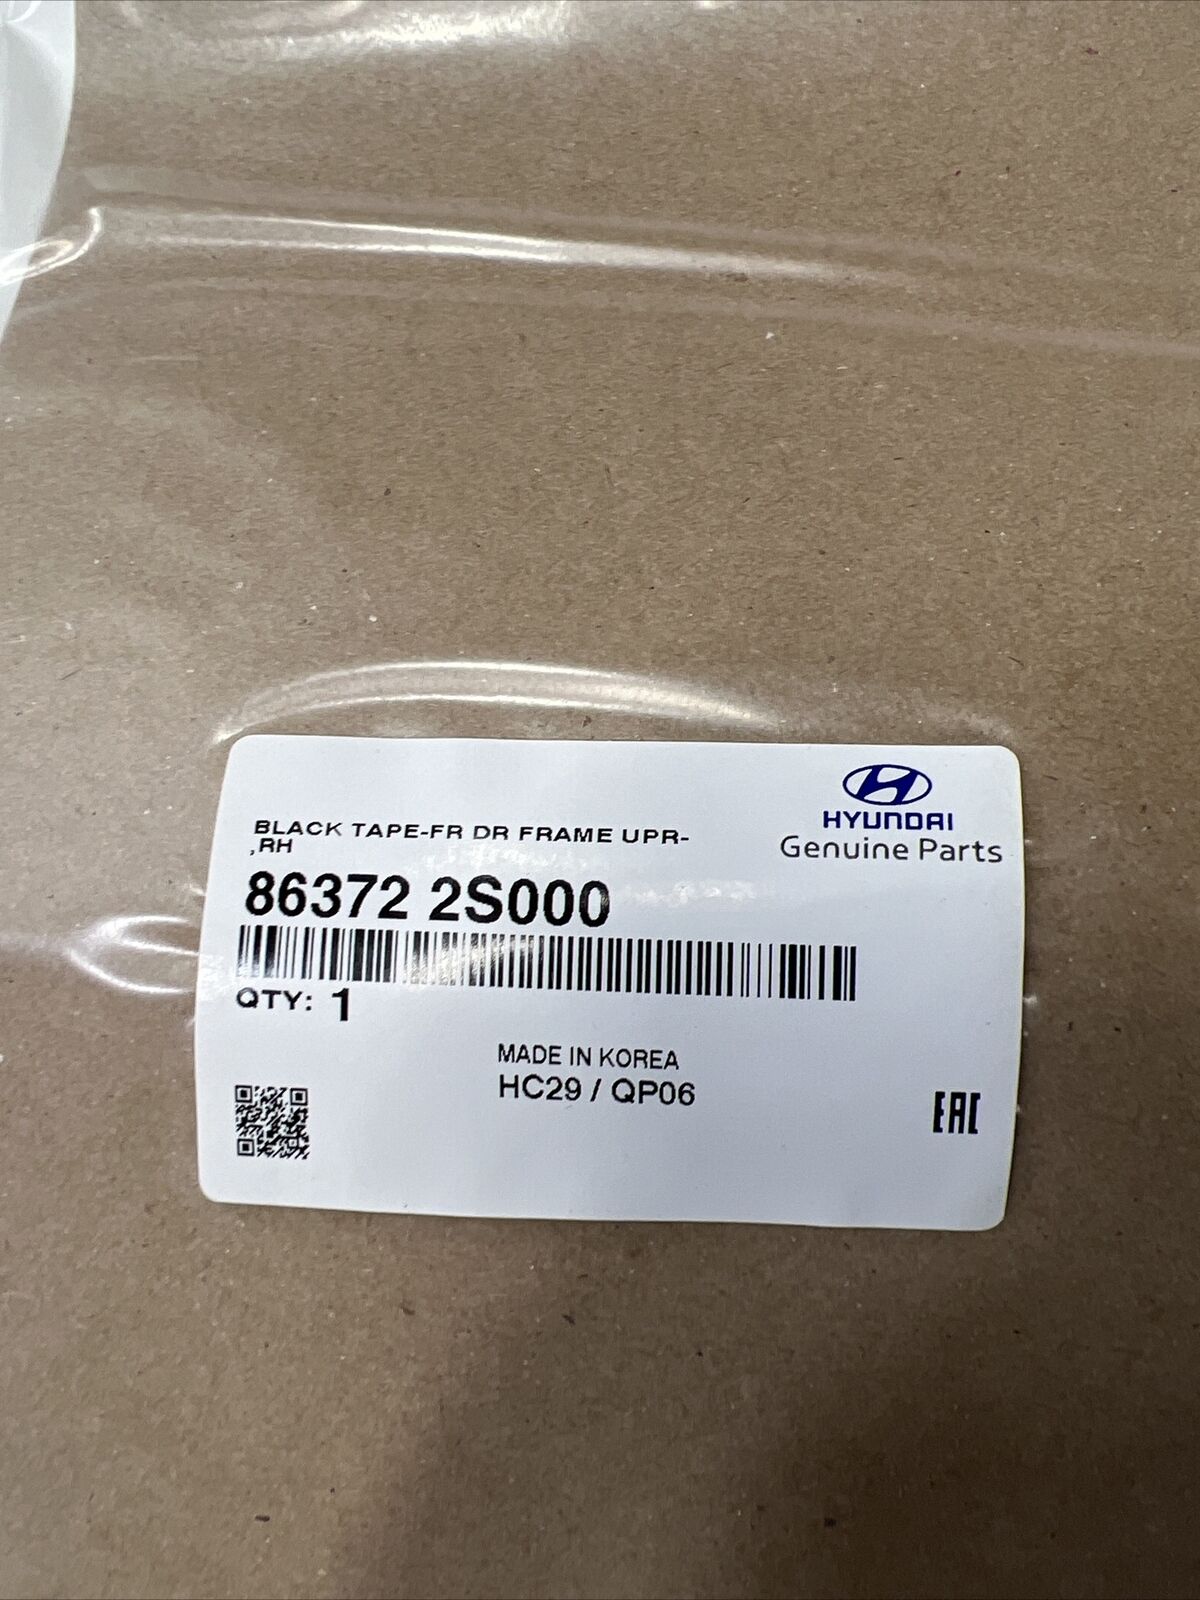 HYUNDAI
Genuine Parts
BLACK TAPE-FR DR FRAME UPR-
,RH
86372 2S000
QTY: 1
MADE IN KOREA
HC29 / QP06
EAC